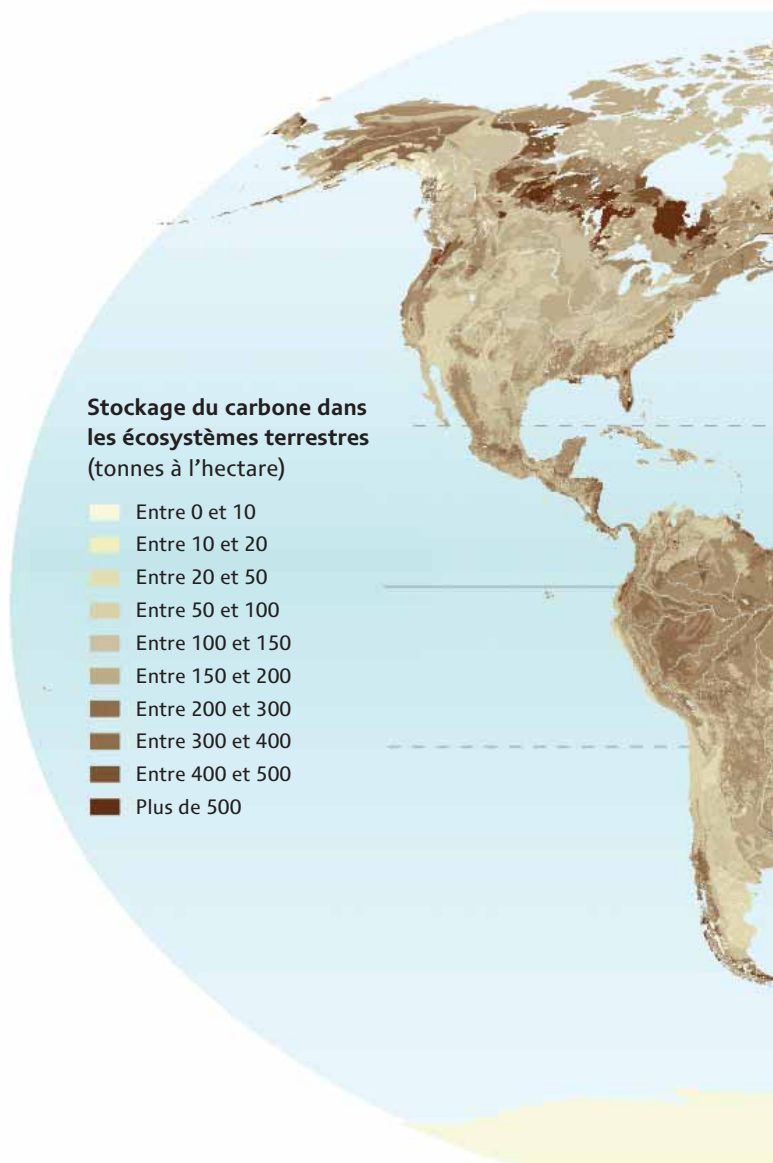 Stockage du carbone dans
les écosystèmes terrestres
(tonnes à l'hectare)
Entre 0 et 10
Entre 10 et 20
Entre 20 et 50
Entre 50 et 100
Entre 100 et 150
Entre 150 et 200
Entre 200 et 300
Entre 300 et 400
Entre 400 et 500
Plus de 500